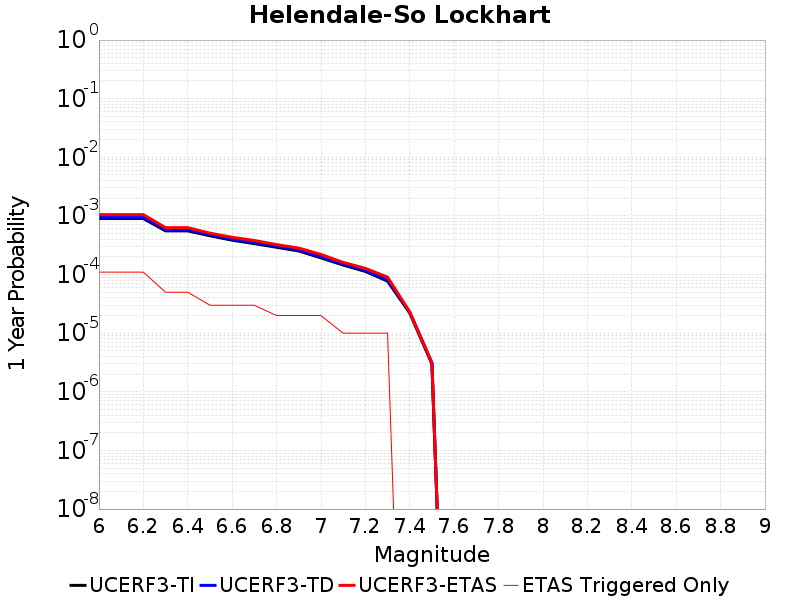 Helendale-So Lockhart
1 Year Probability
10^0
10^-1
10^-2
10^-3
10^-4
10^-5
10^-6
10^-7
10^-8
6 6.2 6.4 6.6 6.8 7 7.2 7.4 7.6 7.8 8 8.2 8.4 8.6 8.8 9
Magnitude
UCERF3-TI UCERF3-TD UCERF3-ETAS ETAS Triggered Only